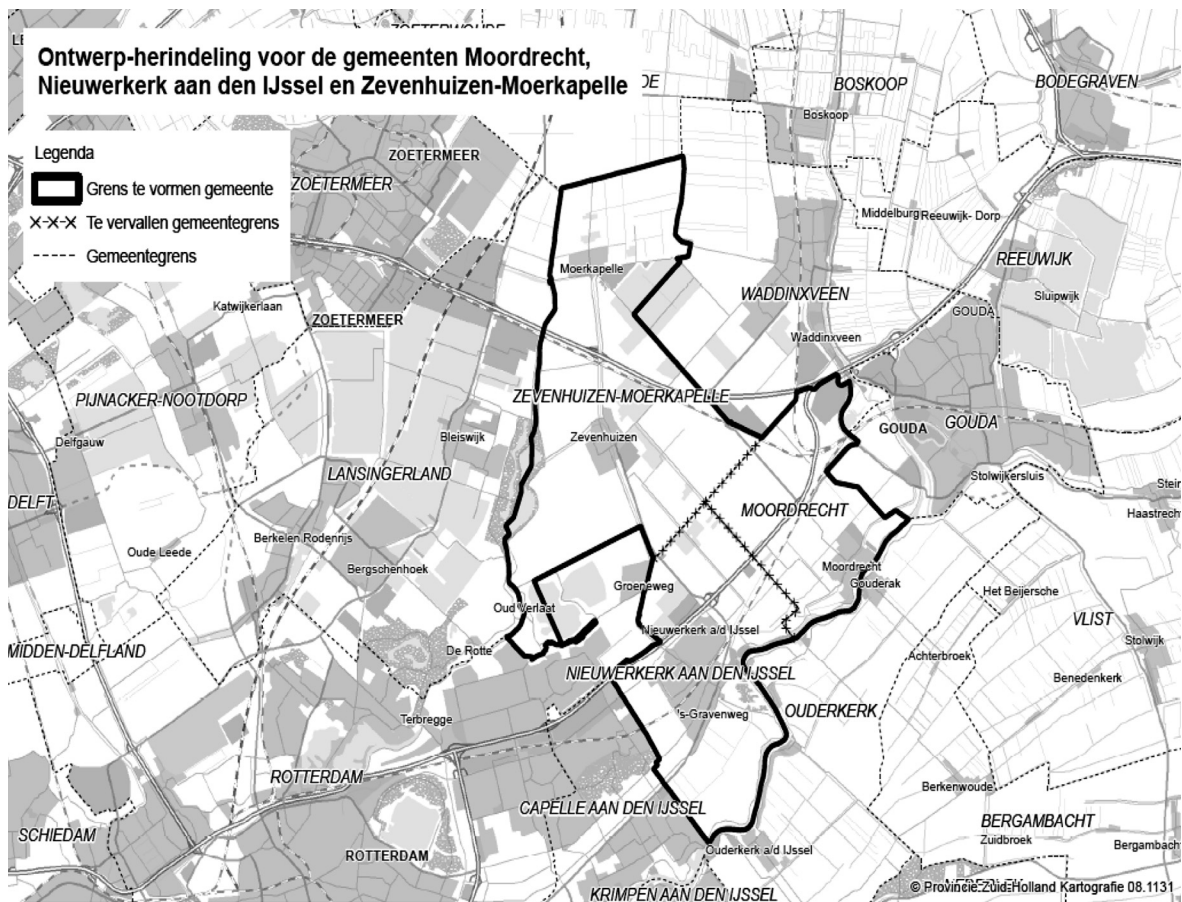 ZOETERWOUDE
Ontwerp-herindeling voor de gemeenten Moordrecht,
Nieuwerkerk aan den IJssel en Zevenhuizen-Moerkapelle
BOSKOOP
BODEGRAVEN
Boskoop
Legenda
Grens te vormen gemeente
Te vervallen gemeentegrens
Gemeentegrens
ZOETERMEER
ZOETERMEER
Middelburg
Reeuwijk- Dorp
REEUWIJK
Moerkapelle
Sluipwijk
WADDINXVEEN
Katwijkerlaan
ZOETERMEER
GOUDA
Waddinxveen
PIJNACKER-NOOTDORP
ZEVENHUIZEN-MOERKAPELLE
Delfgauw
Bleiswijk
Zevenhuizen
GOUDA
GOUDA
LANSINGERLAND
Stolwijkersluis
DELFT
MOORDRECHT
Haastrecht
Oude Leede
Berkel en Rodenrijs
Bergschenhoek
Moordrecht
Gouderak
Groeneweg
Het Beijersche
Oud Verlaat
VLIST
Nieuwerkerk a/d IJssel
Stolwijk
MIDDEN-DELFLAND
De Rotte
Achterbroek
NIEUWERKERK AAN DEN IJSSEL
Benedenkerk
's-Gravenweg
OUDERKERK
Terbregge
ROTTERDAM
Berkenwoude
CAPELLE AAN DEN IJSSEL
BERGAMBACHT
SCHIEDAM
Zuidbroek
ROTTERDAM
Ouderkerk a/d IJssel
Bergambacht
KRIMPEN AAN DEN IJSSEL
© Provincie Zuid-Holland Kartografie 08.1131